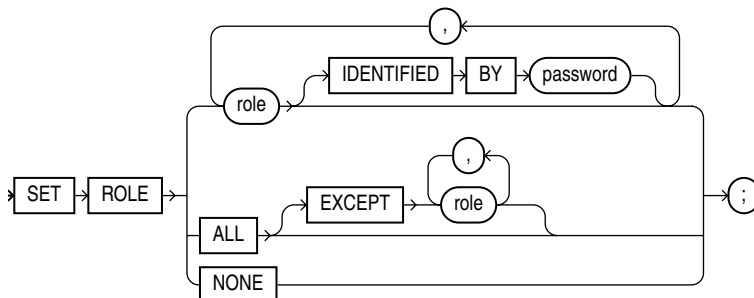 ,
IDENTIFIED BY password
role
,
SET ROLE EXCEPT role ;
ALL
NONE